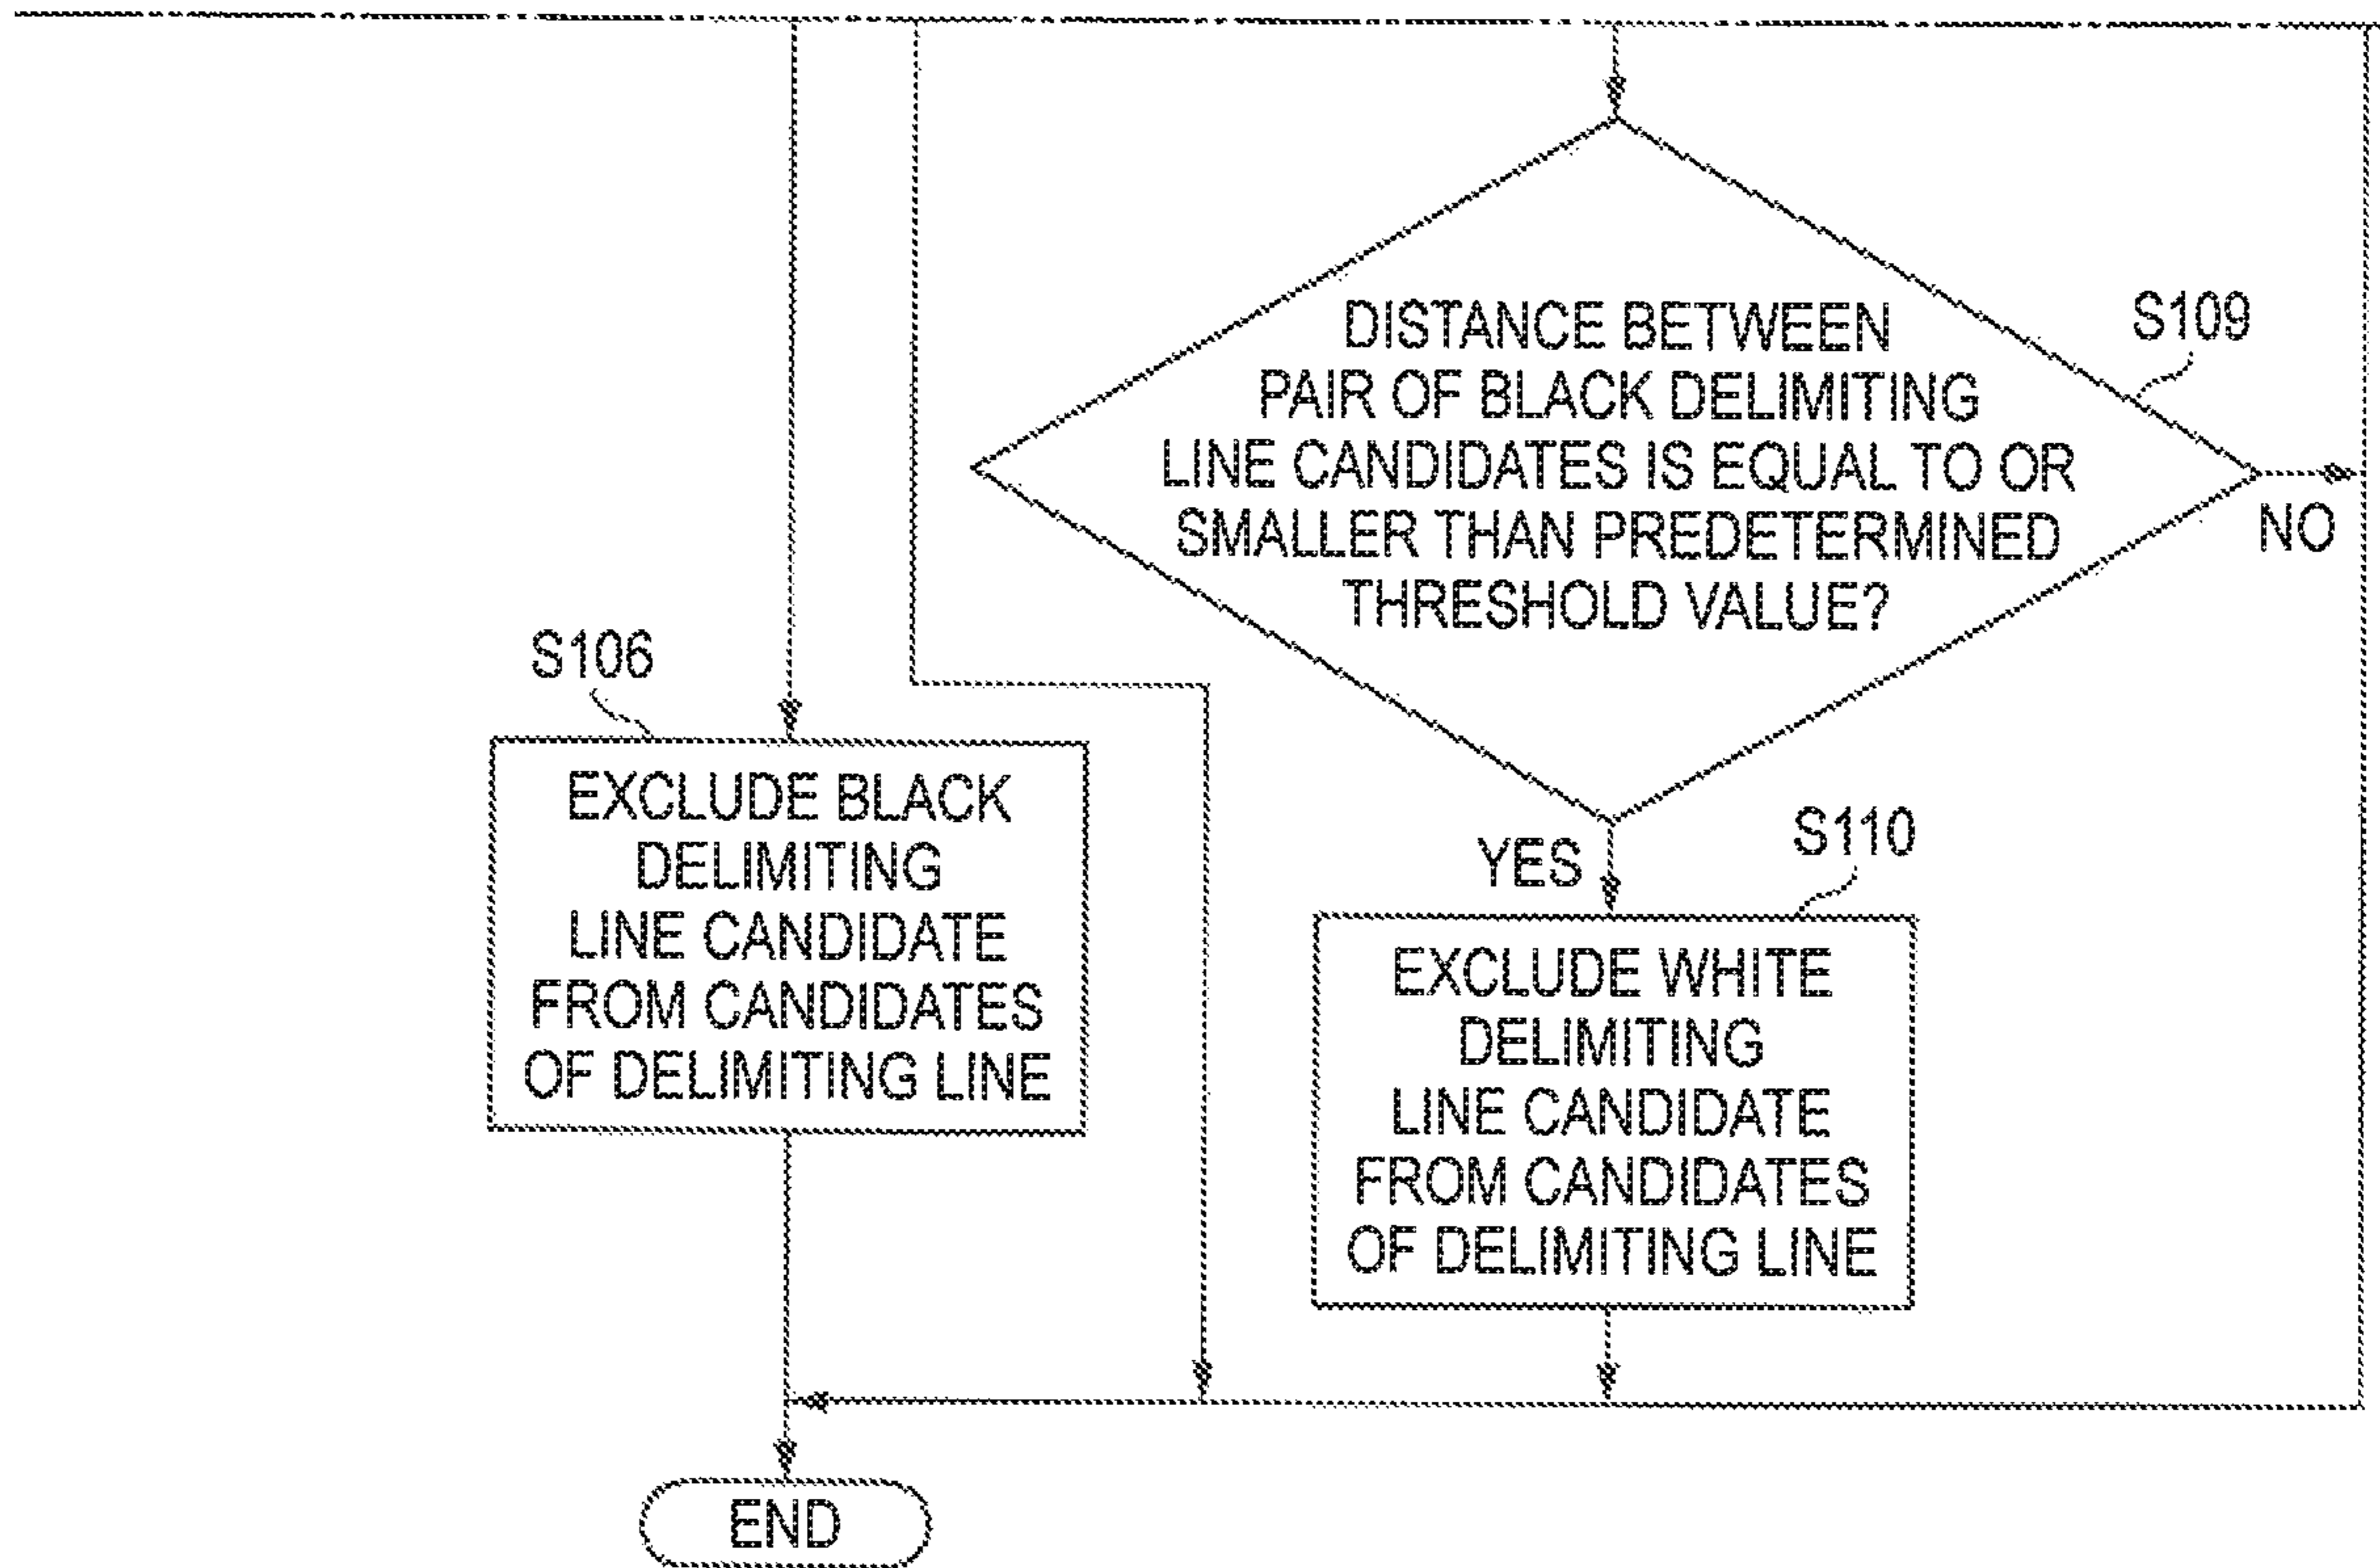 S109
DISTANCE BETWEEN
PAIR OF BLACK DELIMITING
LINE CANDIDATES IS EQUAL TO OR
SMALLER THAN PREDETERMINED
THRESHOLD VALUE?
NO
S106
EXCLUDE BLACK
DELIMITING
LINE CANDIDATE
FROM CANDIDATES
OF DELIMITING LINE
YES
S110
EXCLUDE WHITE
DELIMITING
LINE CANDIDATE
FROM CANDIDATES
OF DELIMITING LINE
END